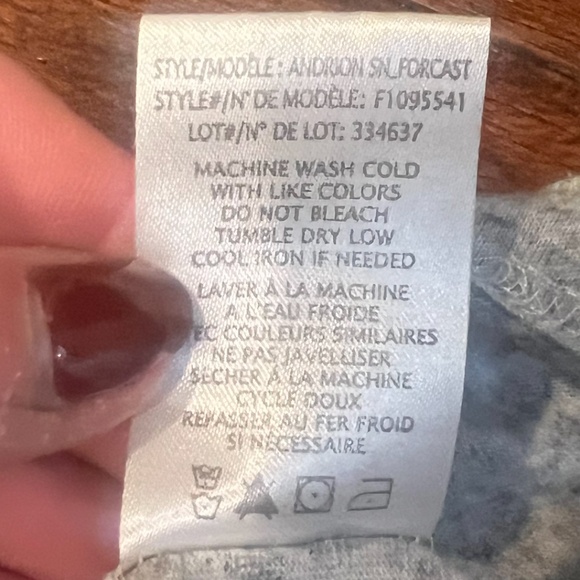 STYLE/MODÈLE : ANDRION SN_FORCAST
STYLE#/N° DE MODÈLE: F1095541
LOT#/N° DE LOT: 334637
MACHINE WASH COLD
WITH LIKE COLORS
DO NOT BLEACH
TUMBLE DRY LOW
COOL IRON IF NEEDED
LAVER À LA MACHINE
A L'EAU FROIDE
EC COULEURS SIMILAIRES
NE PAS JAVELLISER
SÉCHER À LA MACHINE
CYCLE DOUX
REPASSER AU FER FROID
SI NÉCESSAIRE